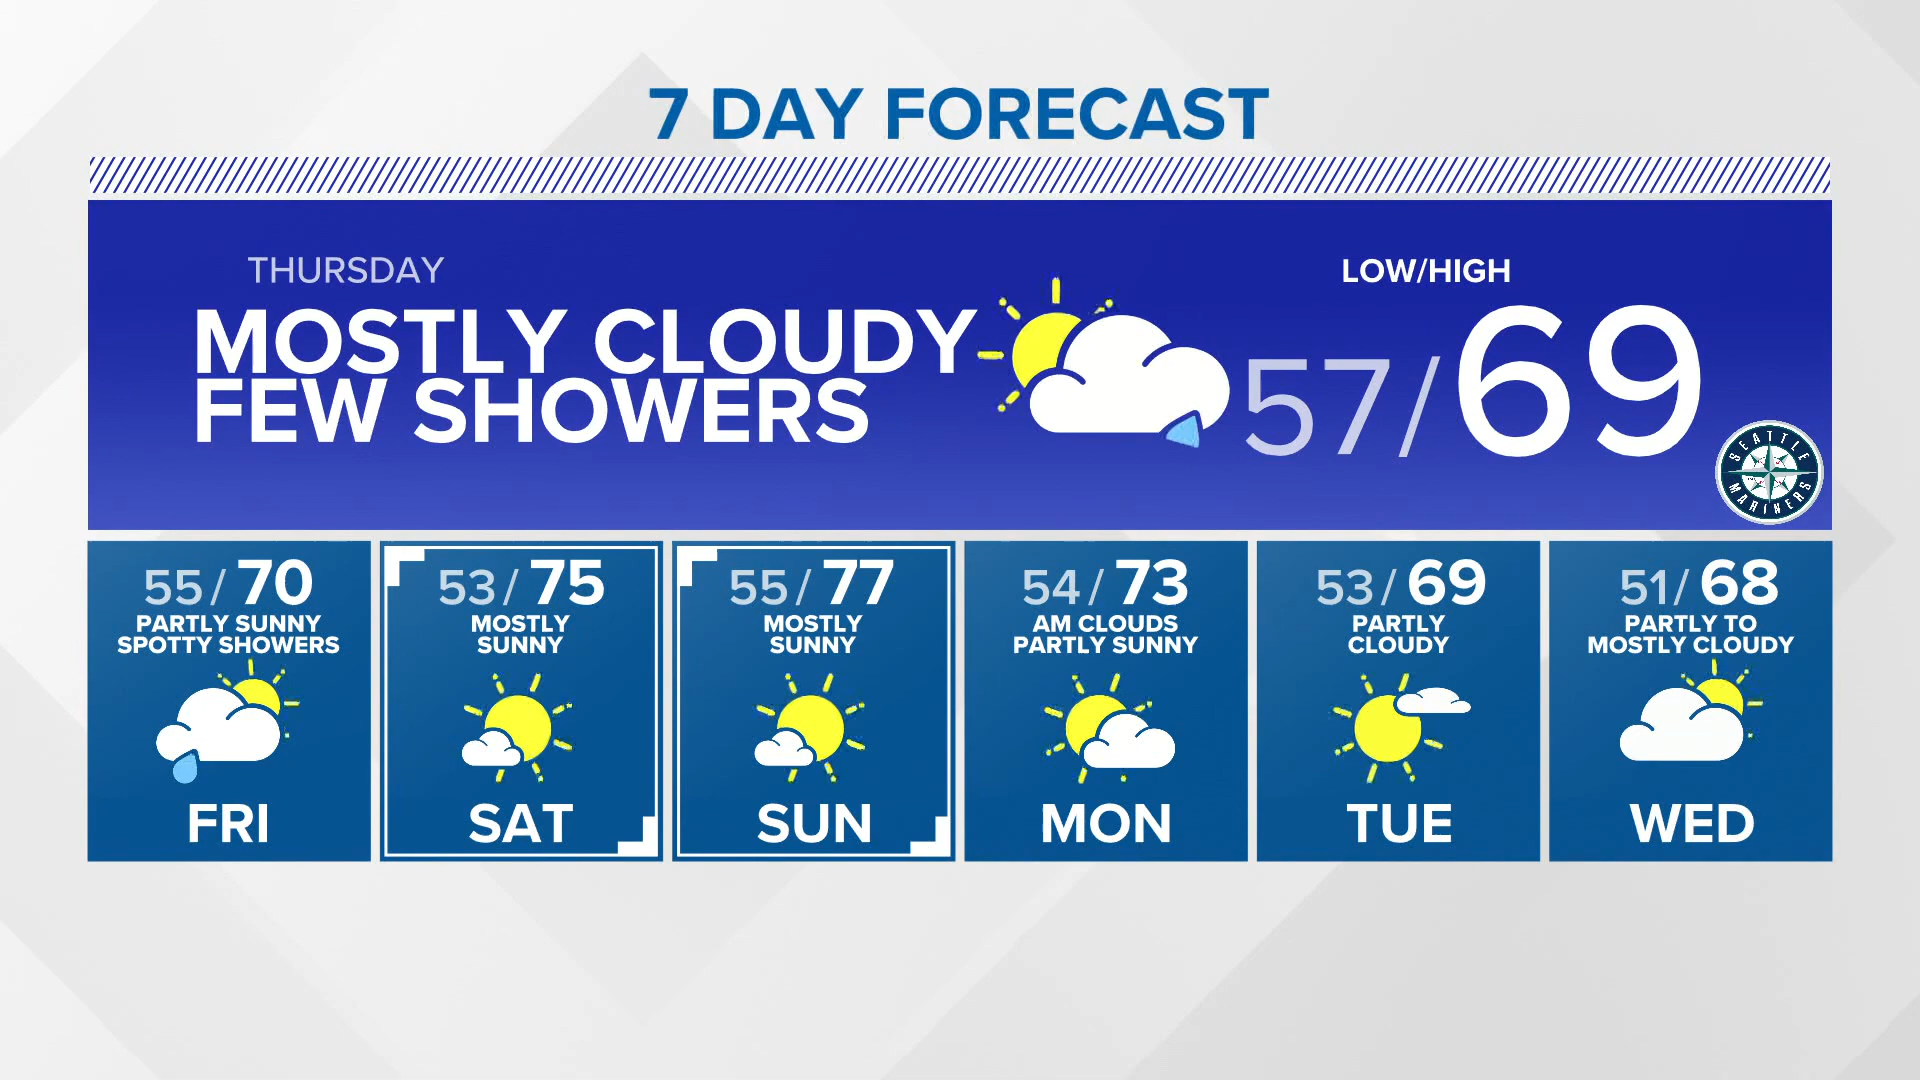 7 DAY FORECAST
THURSDAY
MOSTLY CLOUDY
FEW SHOWERS
LOW/HIGH
57/69
SEATTLE
MARINERS
55/70
PARTLY SUNNY
SPOTTY SHOWERS
FRI
53/75
MOSTLY
SUNNY
SAT
55/77
MOSTLY
SUNNY
SUN
54/73
AM CLOUDS
PARTLY SUNNY
MON
53/69
PARTLY
CLOUDY
TUE
51/68
PARTLY TO
MOSTLY CLOUDY
WED